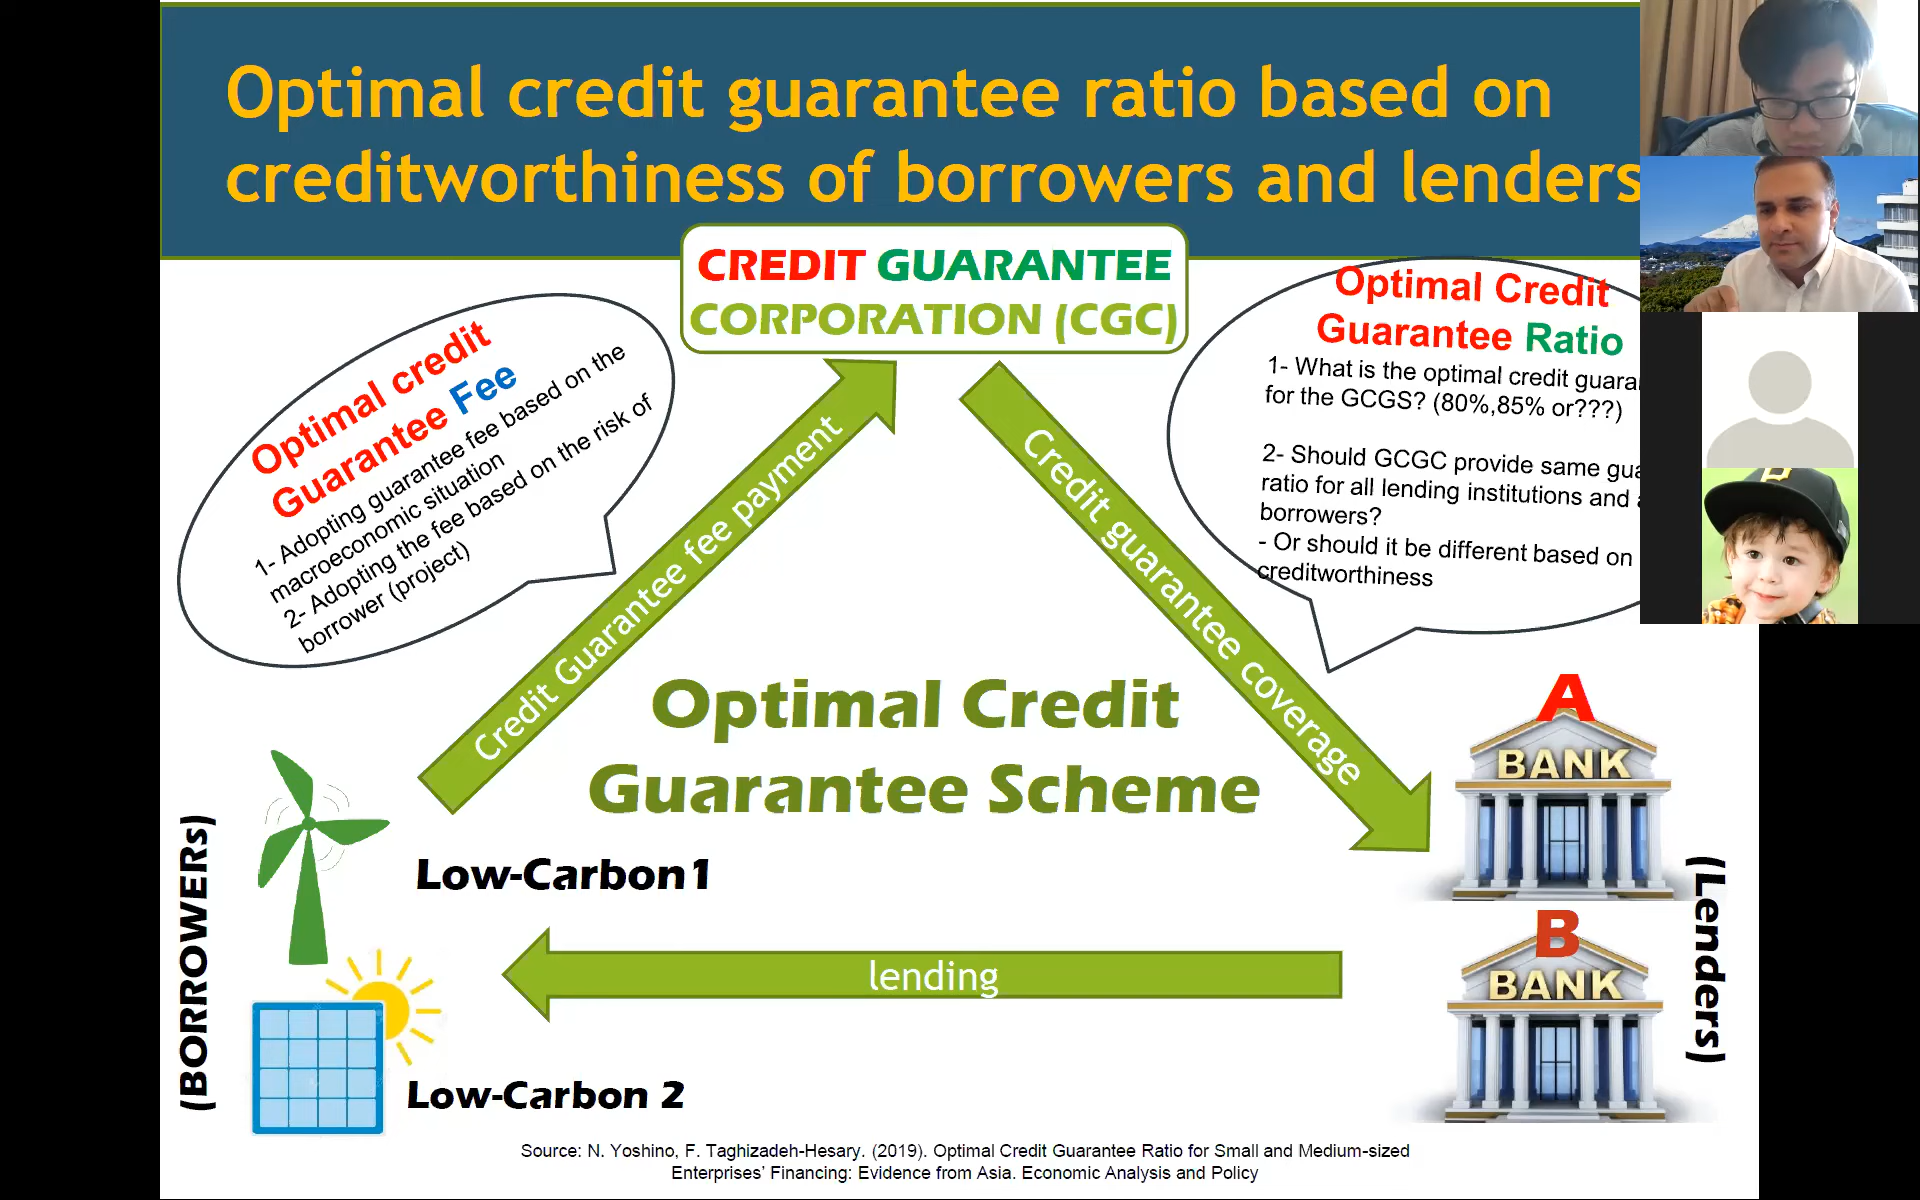 Optimal credit guarantee ratio based on
creditworthiness of borrowers and lenders
CREDIT GUARANTEE
CORPORATION (CGC)
Optimal credit
Guarantee Fee
1- Adopting guarantee fee based on the
macroeconomic situation
2- Adopting the fee based on the risk of
borrower (project)
Optimal Credit
Guarantee Ratio
1- What is the optimal credit
for the GCGS? (80%,85% or???)
2- Should GCGC provide same
ratio for all lending institutions and
borrowers?
- Or should it be different based on
creditworthiness
Credit Guarantee fee payment
Credit guarantee coverage
Optimal Credit
Guarantee Scheme
A
BANK
B
BANK
(BORROWERs)
(Lenders)
Low-Carbon1
lending
Low-Carbon 2
Source: N. Yoshino, F. Taghizadeh-Hesary. (2019). Optimal Credit Guarantee Ratio for Small and Medium-sized
Enterprises' Financing: Evidence from Asia. Economic Analysis and Policy
P